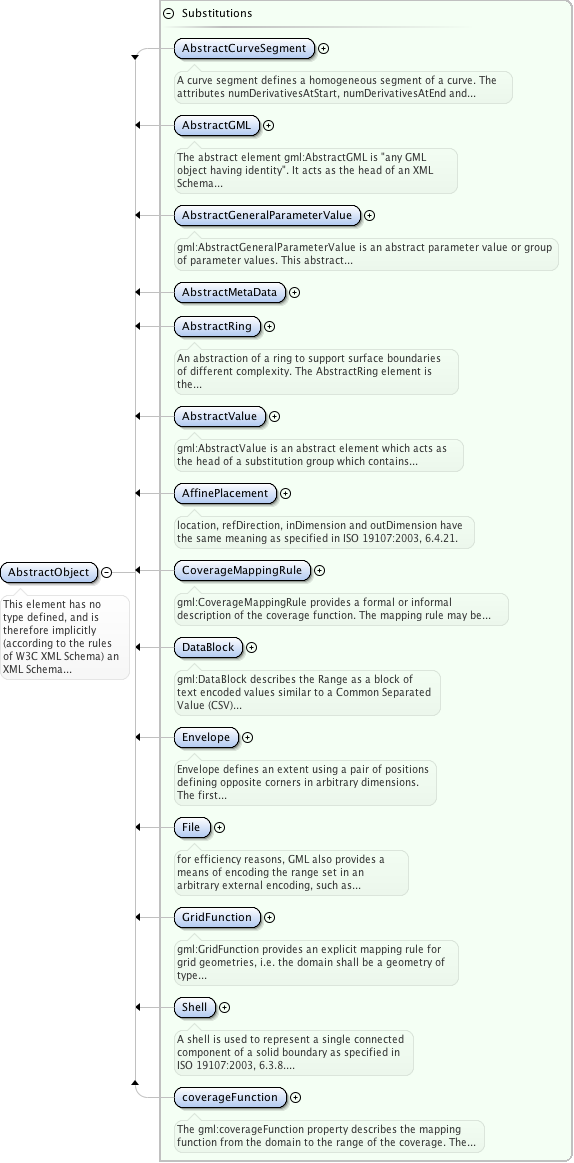 Substitutions
AbstractCurveSegment
A curve segment defines a homogeneous segment of a curve. The
attributes numDerivativesAtStart, numDerivativesAtEnd and...
AbstractGML
The abstract element gml:AbstractGML is "any GML
object having identity". It acts as the head of an XML
Schema...
AbstractGeneralParameterValue
gml:AbstractGeneralParameterValue is an abstract parameter value or group
of parameter values. This abstract...
AbstractMetaData
AbstractRing
An abstraction of a ring to support surface boundaries
of different complexity. The AbstractRing element is
the...
AbstractValue
gml:AbstractValue is an abstract element which acts as
the head of a substitution group which contains...
AffinePlacement
location, refDirection, inDimension and outDimension have
the same meaning as specified in ISO 19107:2003, 6.4.21.
AbstractObject
This element has no
type defined, and is
therefore implicitly
(according to the rules
of W3C XML Schema) an
XML Schema...
CoverageMappingRule
gml:CoverageMappingRule provides a formal or informal
description of the coverage function. The mapping rule may be...
DataBlock
gml:DataBlock describes the Range as a block of
text encoded values similar to a Common Separated
Value (CSV)...
Envelope
Envelope defines an extent using a pair of positions
defining opposite corners in arbitrary dimensions.
The first...
File
for efficiency reasons, GML also provides a
means of encoding the range set in an
arbitrary external encoding, such as...
GridFunction
gml:GridFunction provides an explicit mapping rule for
grid geometries, i.e. the domain shall be a geometry of
type...
Shell
A shell is used to represent a single connected
component of a solid boundary as specified in
ISO 19107:2003, 6.3.8....
coverageFunction
The gml:coverageFunction property describes the mapping
function from the domain to the range of the coverage. The...